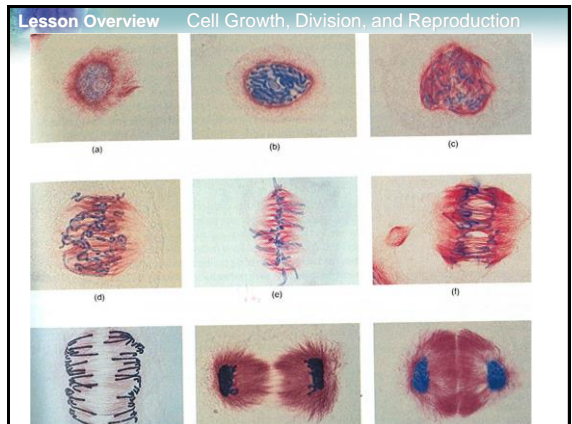 Lesson Overview Cell Growth, Division, and Reproduction
(a) (b) (c)
(d) (e) (f)